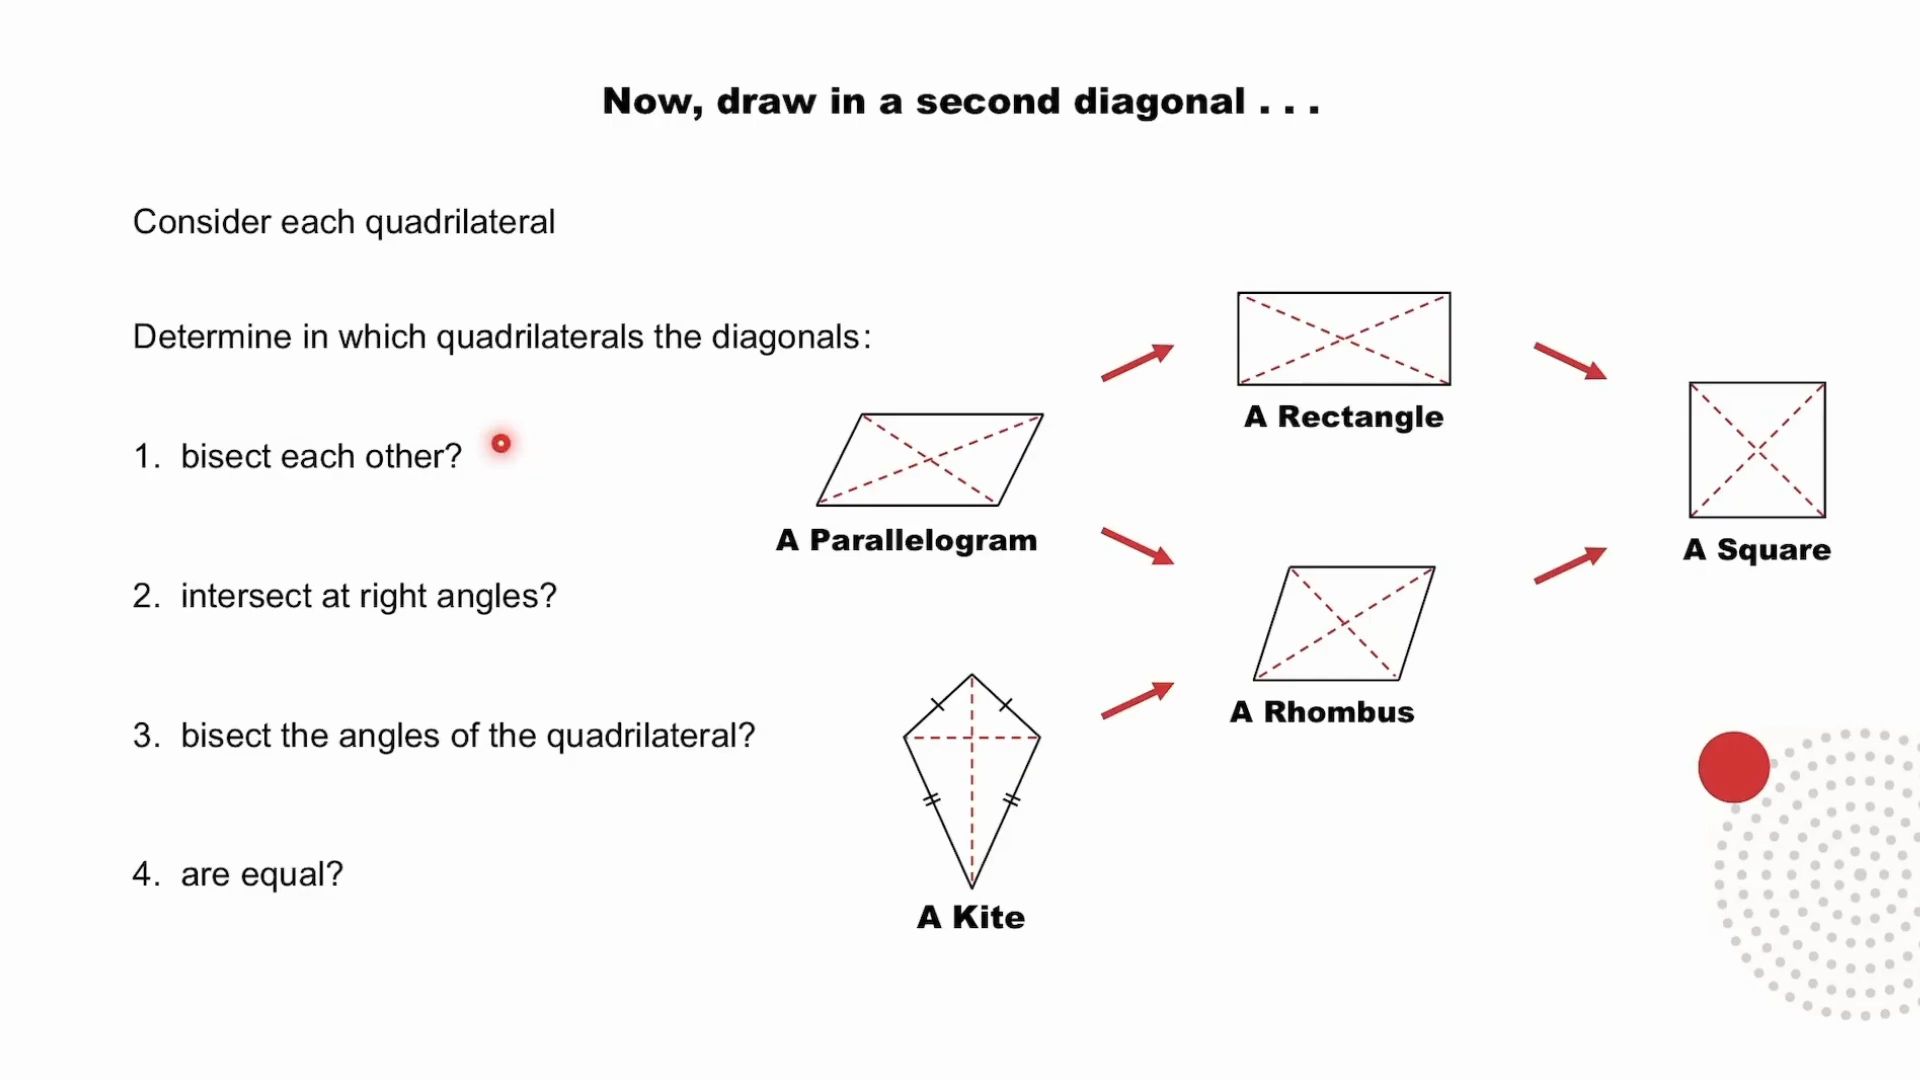 Now, draw in a second diagonal . . .
Consider each quadrilateral
Determine in which quadrilaterals the diagonals:
1. bisect each other?
2. intersect at right angles?
3. bisect the angles of the quadrilateral?
4. are equal?
A Rectangle
A Parallelogram
A Square
A Rhombus
A Kite